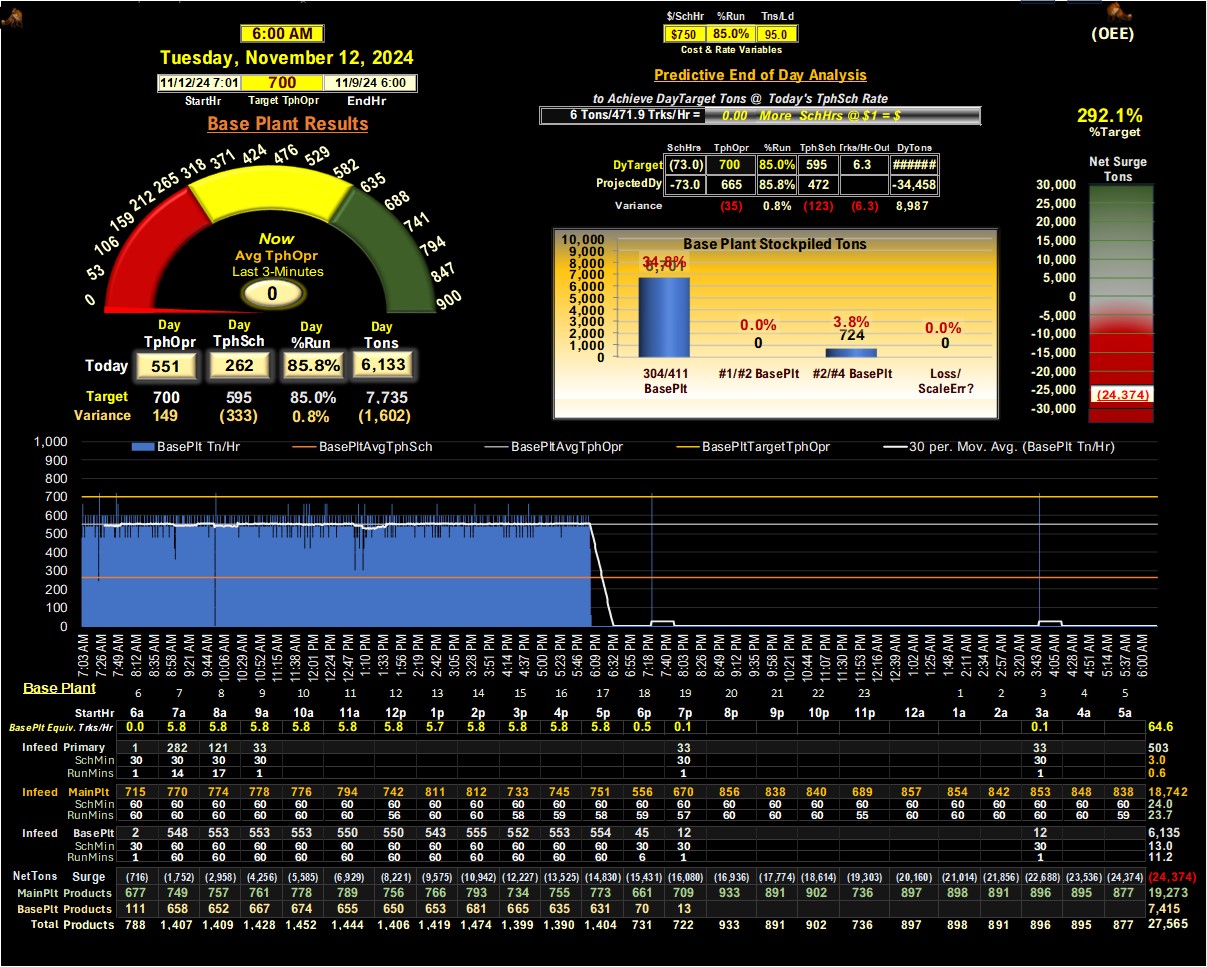 6:00 AM
Tuesday, November 12, 2024
11/12/24 7:01 700 11/9/24 6:00
StartHr Target TphOpr EndHr
Base Plant Results
0 53 106 159 212 265 318 371 424 476 529 582 635 688 741 794 847 900
Now
Avg TphOpr
Last 3-Minutes
0
Day Day Day Day
TphOpr TphSch %Run Tons
Today 551 262 85.8% 6,133
Target 700 595 85.0% 7,735
Variance 149 (333) 0.8% (1,602)
$/SchHr %Run Tns/Ld
$750 85.0% 95.0
Cost & Rate Variables
Predictive End of Day Analysis
to Achieve DayTarget Tons @ Today's TphSch Rate
6 Tons/471.9 Trks/Hr = 0.00 More SchHrs @ $1 = $
SchHrs TphOpr %Run TphSch Trks/Hr-Out DyTons
DyTarget (73.0) 700 85.0% 595 6.3 ######
ProjectedDy -73.0 665 85.8% 472 -34,458
Variance (35) 0.8% (123) (6.3) 8,987
Base Plant Stockpiled Tons
10,000
9,000
8,000
7,000
6,000
5,000
4,000
3,000
2,000
1,000
0
34.8% 0.0% 3.8% 0.0%
6,701 0 724 0
304/411 BasePlt #1/#2 BasePlt #2/#4 BasePlt Loss/ ScaleErr?
(OEE)
292.1%
%Target
Net Surge
Tons
30,000
25,000
20,000
15,000
10,000
5,000
0
-5,000
-10,000
-15,000
-20,000
-25,000
-30,000
(24,374)
BasePlt Tn/Hr BasePltAvgTphSch BasePltAvgTphOpr BasePltTargetTphOpr 30 per. Mov. Avg. (BasePlt Tn/Hr)
1,000
900
800
700
600
500
400
300
200
100
0
7:03 AM 7:26 AM 7:49 AM 8:12 AM 8:35 AM 8:58 AM 9:21 AM 9:44 AM 10:06 AM 10:29 AM 10:52 AM 11:15 AM 11:38 AM 12:01 PM 12:24 PM 12:47 PM 1:10 PM 1:33 PM 1:56 PM 2:19 PM 2:42 PM 3:05 PM 3:28 PM 3:51 PM 4:14 PM 4:37 PM 5:00 PM 5:23 PM 5:46 PM 6:09 PM 6:32 PM 6:55 PM 7:18 PM 7:40 PM 8:03 PM 8:26 PM 8:49 PM 9:12 PM 9:35 PM 9:58 PM 10:21 PM 10:44 PM 11:07 PM 11:30 PM 11:53 PM 12:16 AM 12:39 AM 1:02 AM 1:25 AM 1:48 AM 2:11 AM 2:34 AM 2:57 AM 3:20 AM 3:43 AM 4:05 AM 4:28 AM 4:51 AM 5:14 AM 5:37 AM 6:00 AM
Base Plant 6 7 8 9 10 11 12 13 14 15 16 17 18 19 20 21 22 23 1 2 3 4 5
StartHr 6a 7a 8a 9a 10a 11a 12p 1p 2p 3p 4p 5p 6p 7p 8p 9p 10p 11p 12a 1a 2a 3a 4a 5a
BasePlt Equiv. Trks/Hr 0.0 5.8 5.8 5.8 5.8 5.8 5.8 5.7 5.8 5.8 5.8 5.8 0.5 0.1 0.1 64.6
Infeed Primary 1 282 121 33 33 33 503
SchMin 30 30 30 30 30 30 3.0
RunMins 1 14 17 1 1 1 0.6
Infeed MainPlt 715 770 774 778 776 794 742 811 812 733 745 751 556 670 856 838 840 689 857 854 842 853 848 838 18,742
SchMin 60 60 60 60 60 60 60 60 60 60 60 60 60 60 60 60 60 60 60 60 60 60 60 60 24.0
RunMins 60 60 60 60 60 60 56 60 60 58 59 58 59 57 60 60 60 55 60 60 60 60 60 59 23.7
Infeed BasePlt 2 548 553 553 553 550 550 543 555 552 553 554 45 12 12 6,135
SchMin 30 60 60 60 60 60 60 60 60 60 60 60 30 30 30 13.0
RunMins 1 60 60 60 60 60 60 60 60 60 60 60 6 1 1 11.2
NetTons Surge (716) (1,752) (2,958) (4,256) (5,585) (6,929) (8,221) (9,575) (10,942) (12,227) (13,525) (14,830) (15,431) (16,080) (16,936) (17,774) (18,614) (19,303) (20,160) (21,014) (21,856) (22,688) (23,536) (24,374) (24,374)
MainPlt Products 677 749 757 761 778 789 756 766 793 734 755 773 661 709 933 891 902 736 897 898 891 896 895 877 19,273
BasePlt Products 111 658 652 667 674 655 650 653 681 665 635 631 70 13 7,415
Total Products 788 1,407 1,409 1,428 1,452 1,444 1,406 1,419 1,474 1,399 1,390 1,404 731 722 933 891 902 736 897 898 891 896 895 877 27,565